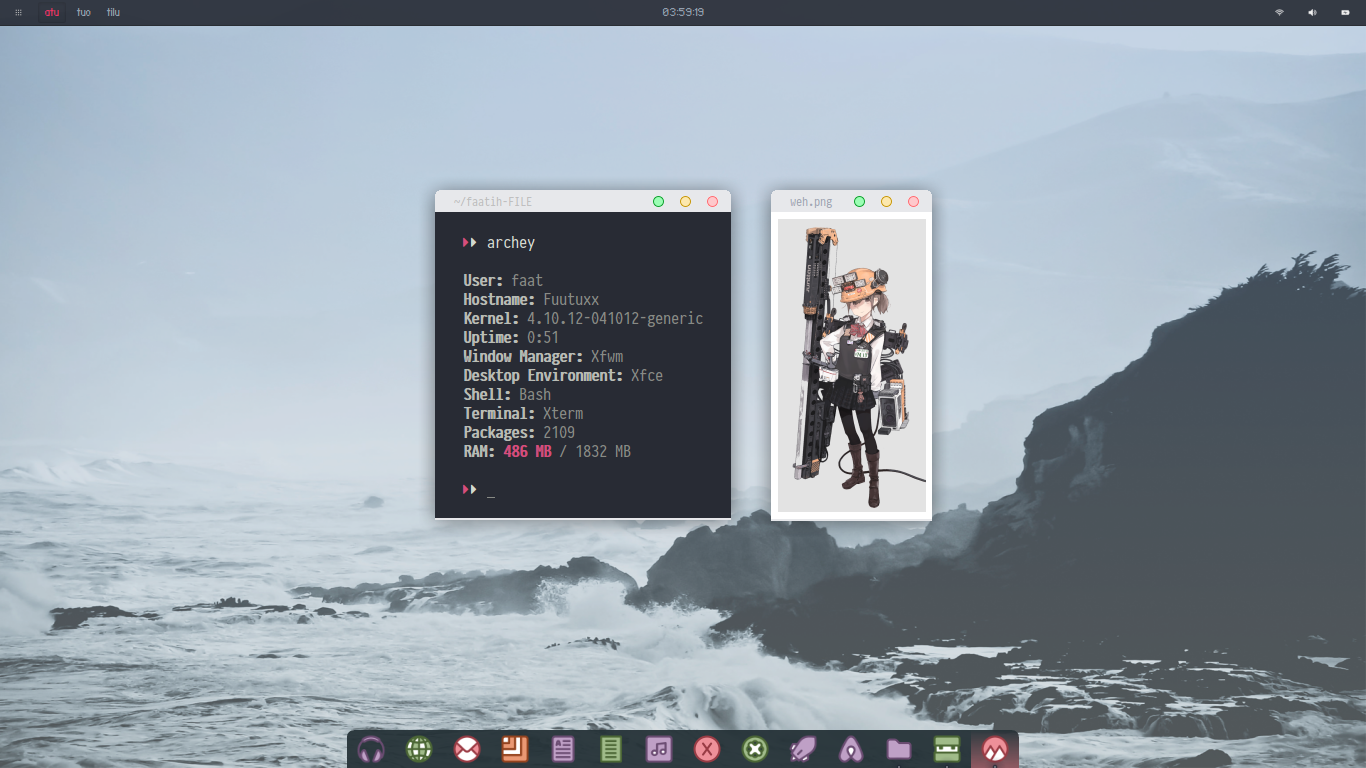 atu tuo tilu 03:59:19
~/faatih-FILE
archey
User: faat
Hostname: Fuutuxx
Kernel: 4.10.12-041012-generic
Uptime: 0:51
Window Manager: Xfwm
Desktop Environment: Xfce
Shell: Bash
Terminal: Xterm
Packages: 2109
RAM: 486 MB / 1832 MB
_
weh.png